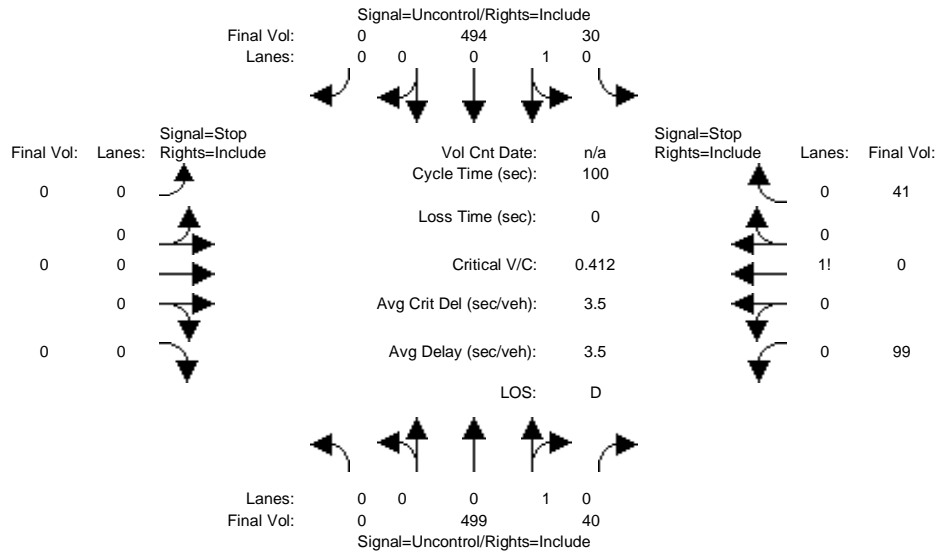 Signal=Uncontrol/Rights=Include
Final Vol: 0 494 30
Lanes: 0 0 0 1 0
Signal=Stop Signal=Stop
Final Vol: Lanes: Rights=Include Vol Cnt Date: n/a Rights=Include Lanes: Final Vol:
Cycle Time (sec): 100
0 0 0 41
Loss Time (sec): 0
0 0
0 0 Critical V/C: 0.412 1! 0
0 Avg Crit Del (sec/veh): 3.5 0
0 0 Avg Delay (sec/veh): 3.5 0 99
LOS: D
Lanes: 0 0 0 1 0
Final Vol: 0 499 40
Signal=Uncontrol/Rights=Include